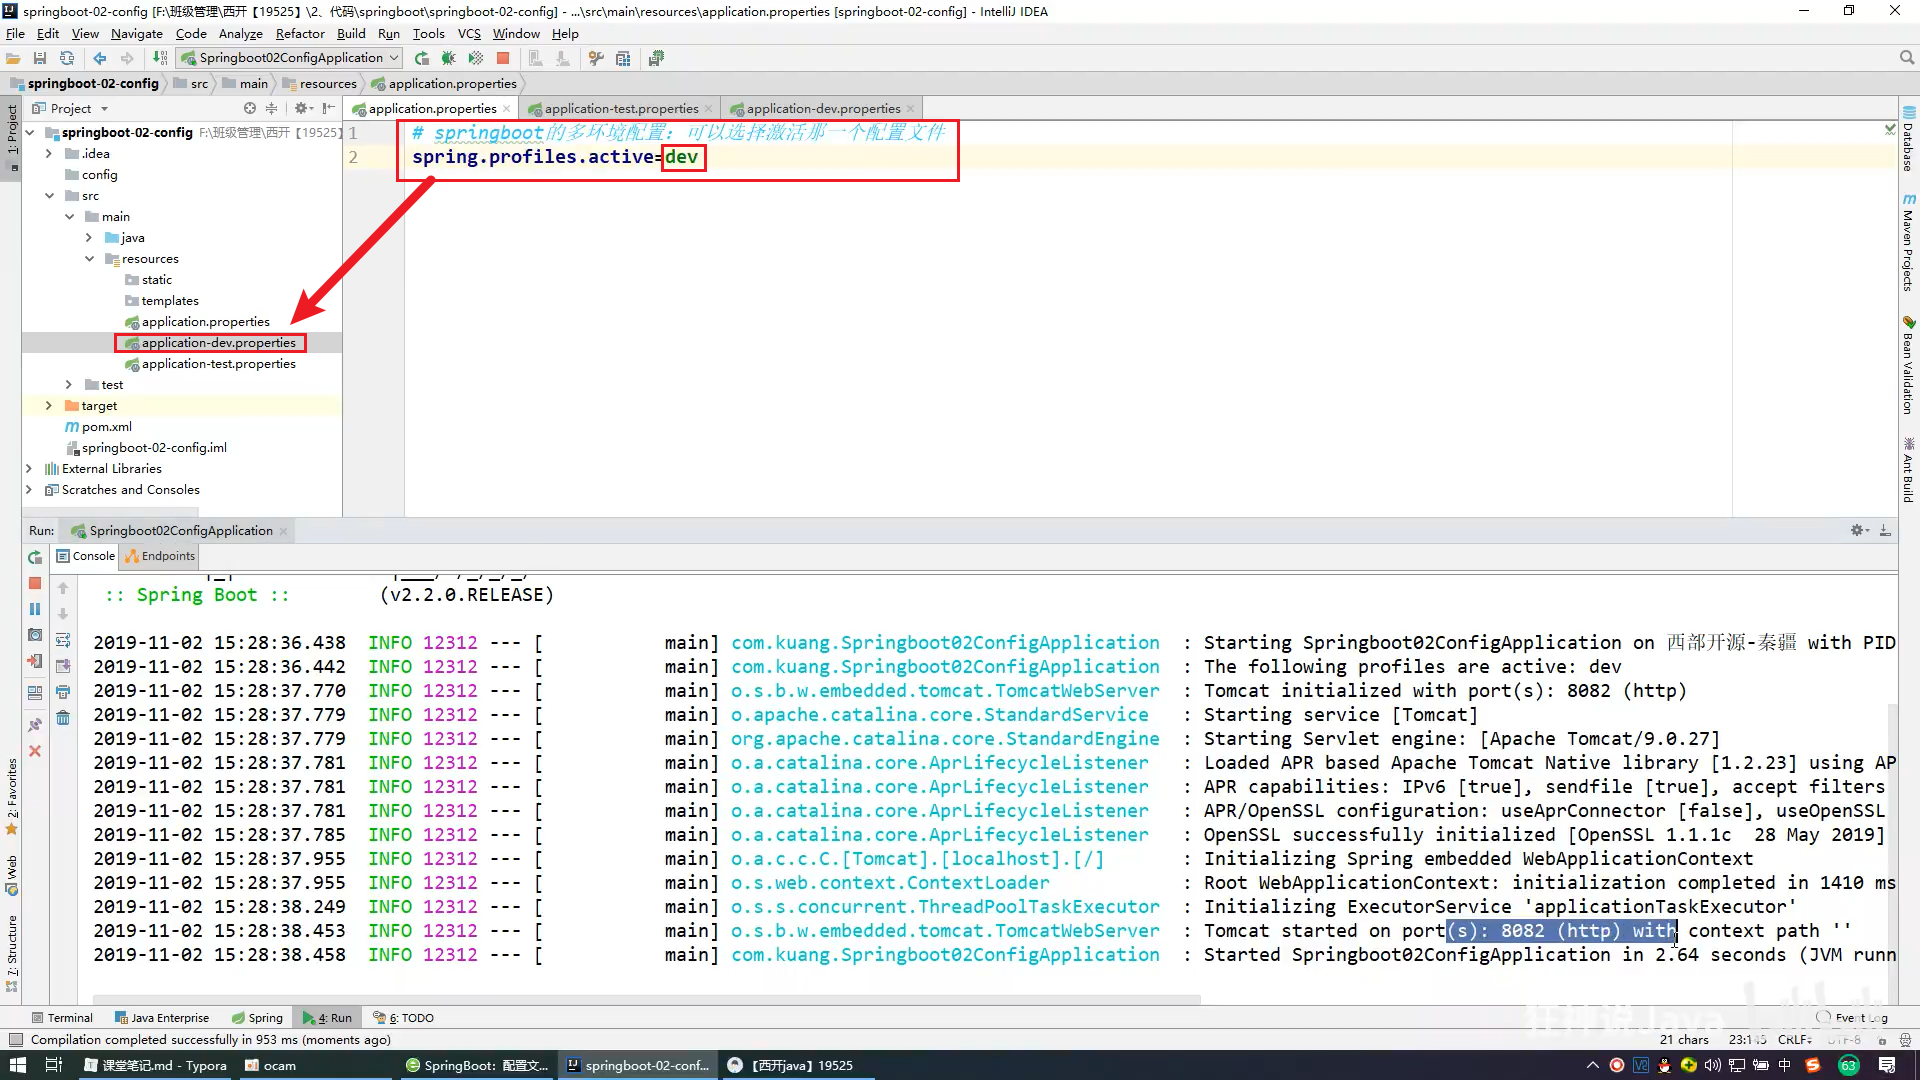 springboot-02-config [F:\班级管理\西开【19525】\2、代码\springboot\springboot-02-config] - ...\src\main\resources\application.properties [springboot-02-config] - IntelliJ IDEA
File Edit View Navigate Code Analyze Refactor Build Run Tools VCS Window Help
Springboot02ConfigApplication
springboot-02-config src main resources application.properties
Project
application.properties application-test.properties application-dev.properties
1: Project
springboot-02-config F:\班级管理\西开【19525】
.idea
config
src
main
java
resources
static
templates
application.properties
application-dev.properties
application-test.properties
test
target
pom.xml
springboot-02-config.iml
External Libraries
Scratches and Consoles
1 # springboot的多环境配置：可以选择激活那一个配置文件
2 spring.profiles.active=dev
Database
Maven Projects
Bean Validation
Ant Build
Run: Springboot02ConfigApplication
Console Endpoints
:: Spring Boot :: (v2.2.0.RELEASE)
2019-11-02 15:28:36.438 INFO 12312 --- [ main] com.kuang.Springboot02ConfigApplication : Starting Springboot02ConfigApplication on 西部开源-秦疆 with PID
2019-11-02 15:28:36.442 INFO 12312 --- [ main] com.kuang.Springboot02ConfigApplication : The following profiles are active: dev
2019-11-02 15:28:37.770 INFO 12312 --- [ main] o.s.b.w.embedded.tomcat.TomcatWebServer : Tomcat initialized with port(s): 8082 (http)
2019-11-02 15:28:37.779 INFO 12312 --- [ main] o.apache.catalina.core.StandardService : Starting service [Tomcat]
2019-11-02 15:28:37.779 INFO 12312 --- [ main] org.apache.catalina.core.StandardEngine : Starting Servlet engine: [Apache Tomcat/9.0.27]
2019-11-02 15:28:37.781 INFO 12312 --- [ main] o.a.catalina.core.AprLifecycleListener : Loaded APR based Apache Tomcat Native library [1.2.23] using AP
2019-11-02 15:28:37.781 INFO 12312 --- [ main] o.a.catalina.core.AprLifecycleListener : APR capabilities: IPv6 [true], sendfile [true], accept filters
2019-11-02 15:28:37.781 INFO 12312 --- [ main] o.a.catalina.core.AprLifecycleListener : APR/OpenSSL configuration: useAprConnector [false], useOpenSSL
2019-11-02 15:28:37.785 INFO 12312 --- [ main] o.a.catalina.core.AprLifecycleListener : OpenSSL successfully initialized [OpenSSL 1.1.1c  28 May 2019]
2019-11-02 15:28:37.955 INFO 12312 --- [ main] o.a.c.c.C.[Tomcat].[localhost].[/] : Initializing Spring embedded WebApplicationContext
2019-11-02 15:28:37.955 INFO 12312 --- [ main] o.s.web.context.ContextLoader : Root WebApplicationContext: initialization completed in 1410 ms
2019-11-02 15:28:38.249 INFO 12312 --- [ main] o.s.s.concurrent.ThreadPoolTaskExecutor : Initializing ExecutorService 'applicationTaskExecutor'
2019-11-02 15:28:38.453 INFO 12312 --- [ main] o.s.b.w.embedded.tomcat.TomcatWebServer : Tomcat started on port(s): 8082 (http) with context path ''
2019-11-02 15:28:38.458 INFO 12312 --- [ main] com.kuang.Springboot02ConfigApplication : Started Springboot02ConfigApplication in 2.64 seconds (JVM runn
2: Favorites
Web
7: Structure
Terminal Java Enterprise Spring 4: Run 6: TODO Event Log
狂神说Java
Compilation completed successfully in 953 ms (moments ago) 21 chars 23:145 CRLF UTF-8
课堂笔记.md - Typora ocam SpringBoot：配置文... springboot-02-conf... 【西开java】19525 中 63